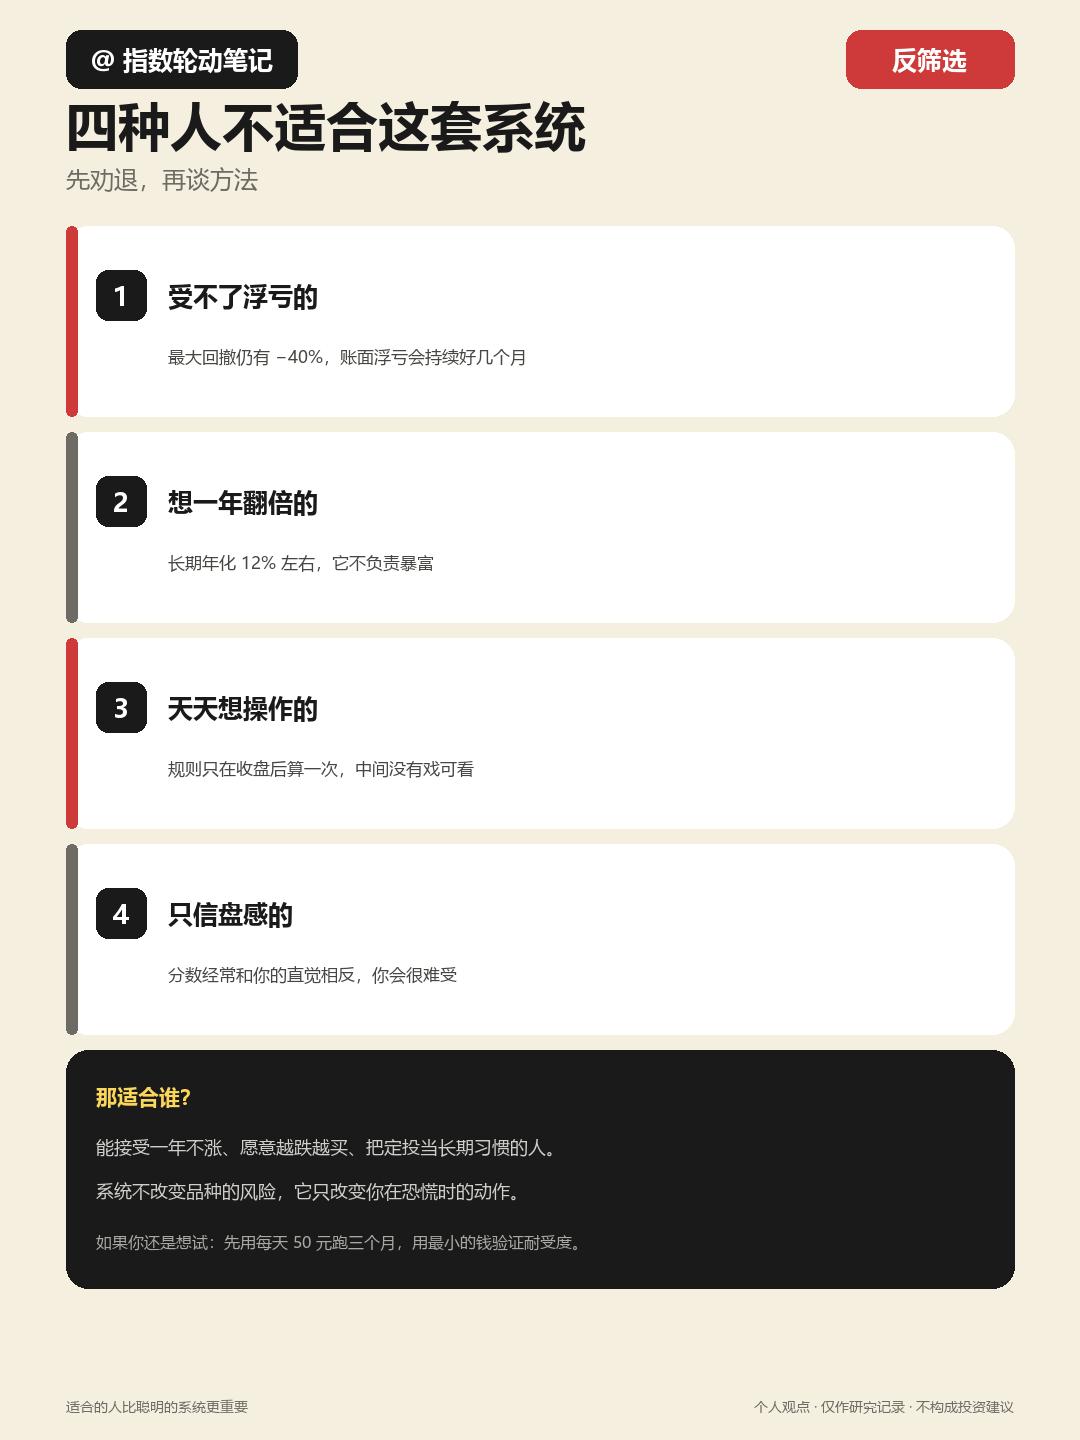 @ 指数轮动笔记
反筛选
四种人不适合这套系统
先劝退，再谈方法
1
受不了浮亏的
最大回撤仍有 −40%，账面浮亏会持续好几个月
2
想一年翻倍的
长期年化 12% 左右，它不负责暴富
3
天天想操作的
规则只在收盘后算一次，中间没有戏可看
4
只信盘感的
分数经常和你的直觉相反，你会很难受
那适合谁?
能接受一年不涨、愿意越跌越买、把定投当长期习惯的人。
系统不改变品种的风险，它只改变你在恐慌时的动作。
如果你还是想试：先用每天 50 元跑三个月，用最小的钱验证耐受度。
适合的人比聪明的系统更重要
个人观点 · 仅作研究记录 · 不构成投资建议